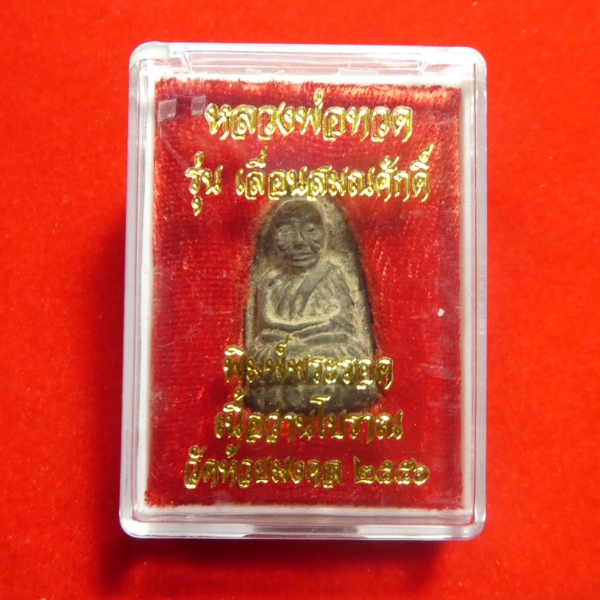 หลวงพ่อทวด
รุ่น เลื่อนสมณศักดิ์
พิมพ์พระรอด
เนื้อว่านโบราณ
วัดห้วยมงคล ๒๕๕๐